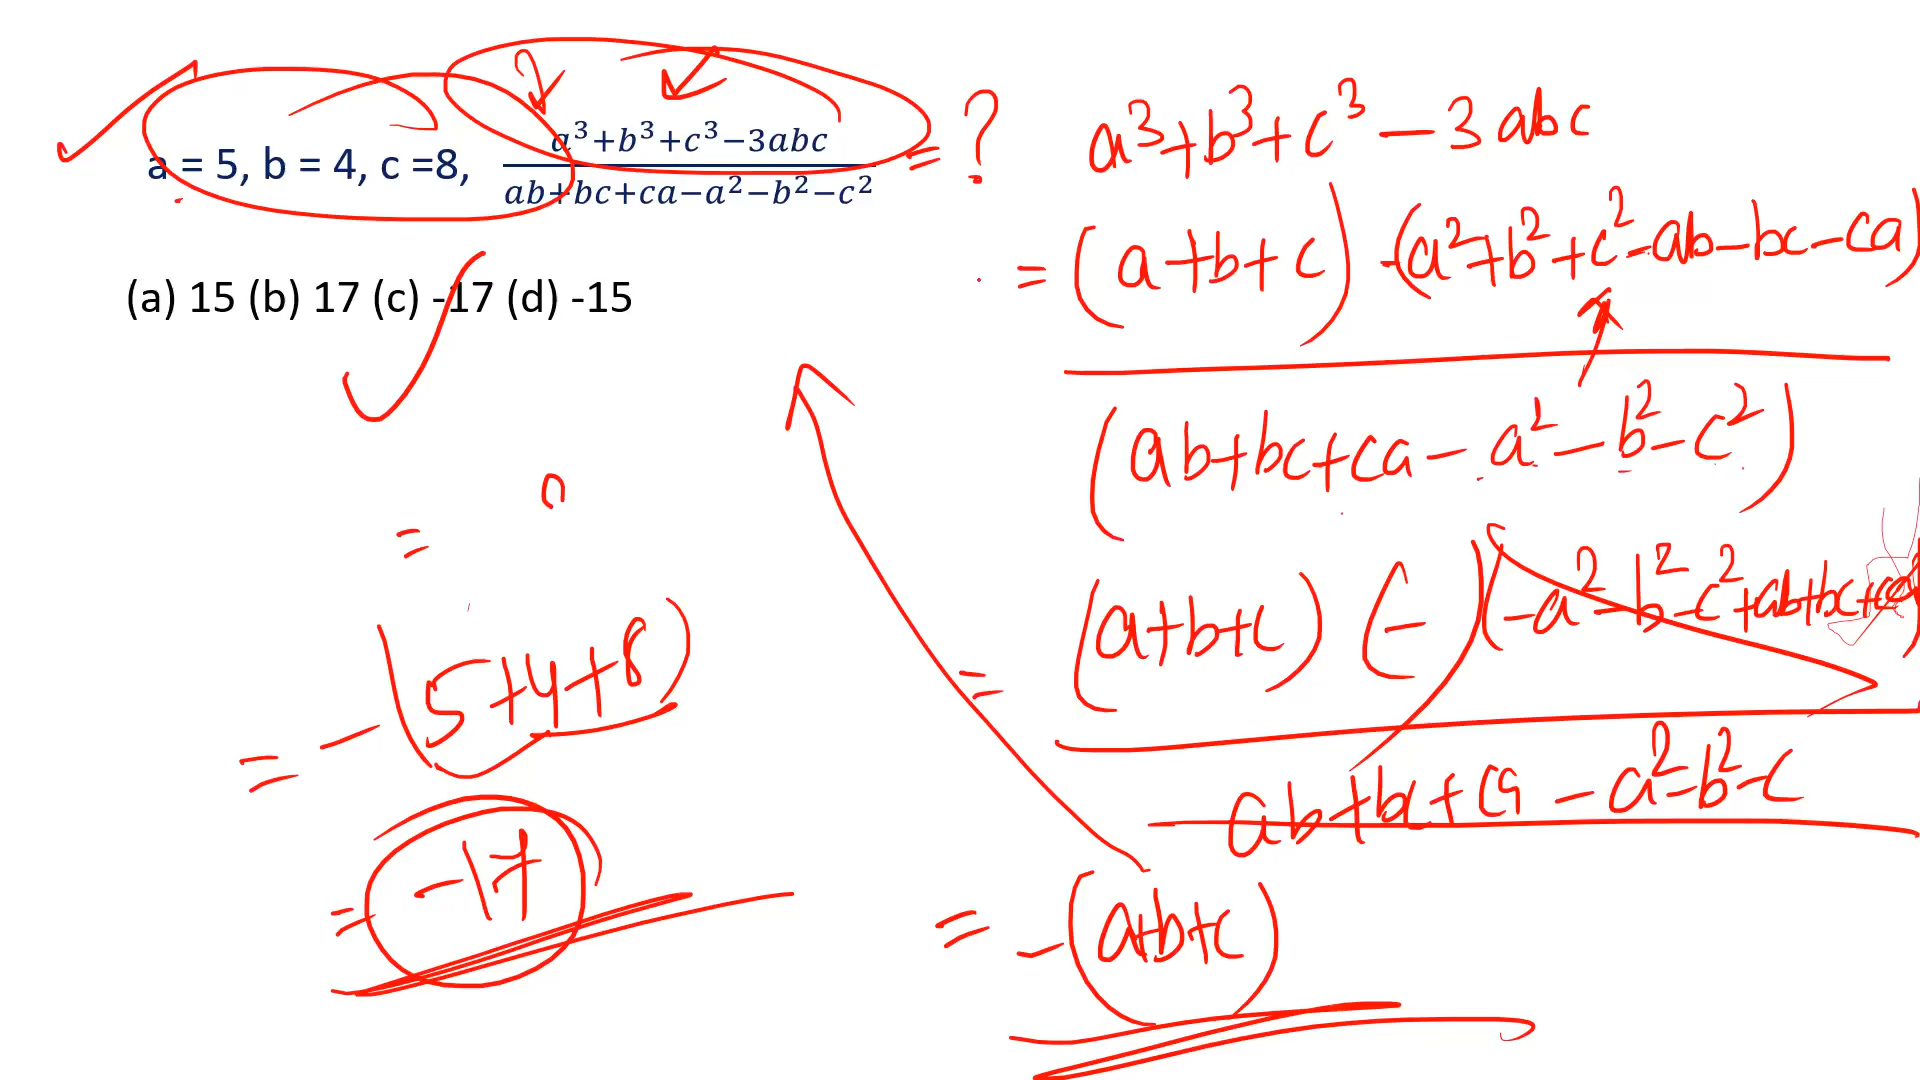 a = 5, b = 4, c =8, \frac{a³+b³+c³−3abc}{ab+bc+ca−a²−b²−c²} = ?
(a) 15 (b) 17 (c) -17 (d) -15
a³+b³+c³ − 3abc
= (a+b+c) · (a²+b²+c²−ab−bc−ca)
(ab+bc+ca − a² − b² − c²)
= (a+b+c) (−) (−a²−b²−c²+ab+bc+ca)
ab+bc+ca − a²−b²−c
= −(a+b+c)
=
= −(5+4+8)
= −17